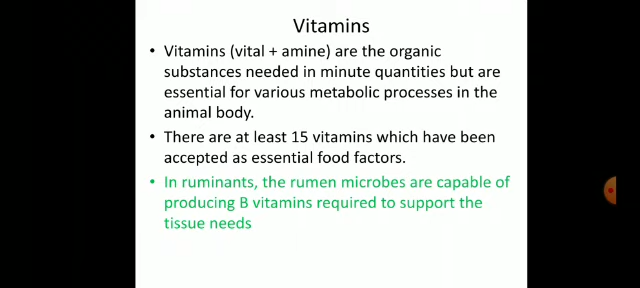 Vitamins
• Vitamins (vital + amine) are the organic
substances needed in minute quantities but are
essential for various metabolic processes in the
animal body.
• There are at least 15 vitamins which have been
accepted as essential food factors.
• In ruminants, the rumen microbes are capable of
producing B vitamins required to support the
tissue needs